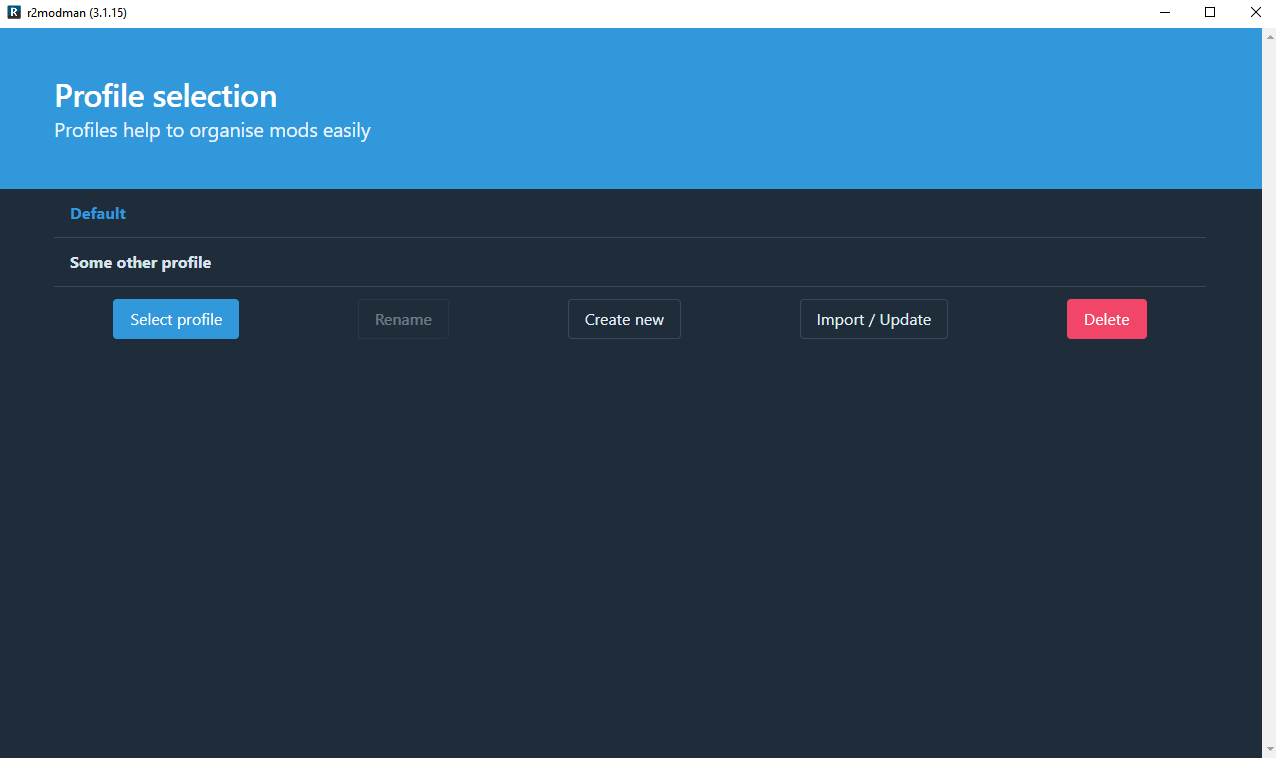 R r2modman (3.1.15)
Profile selection
Profiles help to organise mods easily
Default
Some other profile
Select profile Rename Create new Import / Update Delete